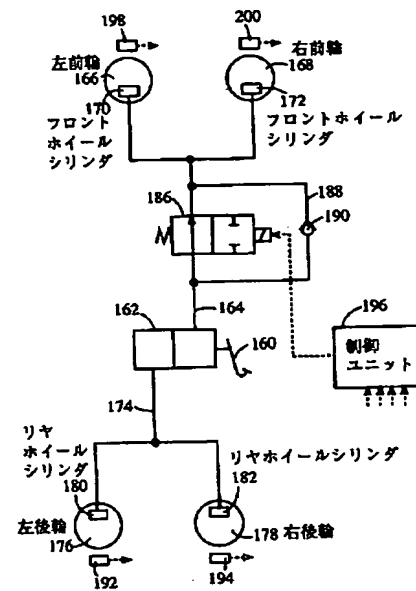 198
200
左前輪
166
右前輪
168
170
172
フロント
ホイール
シリンダ
フロントホイール
シリンダ
186
188
190
162
164
160
196
制御
ユニット
174
リヤ
ホイール
シリンダ
リヤホイールシリンダ
180
182
左後輪
176
178 右後輪
192
194